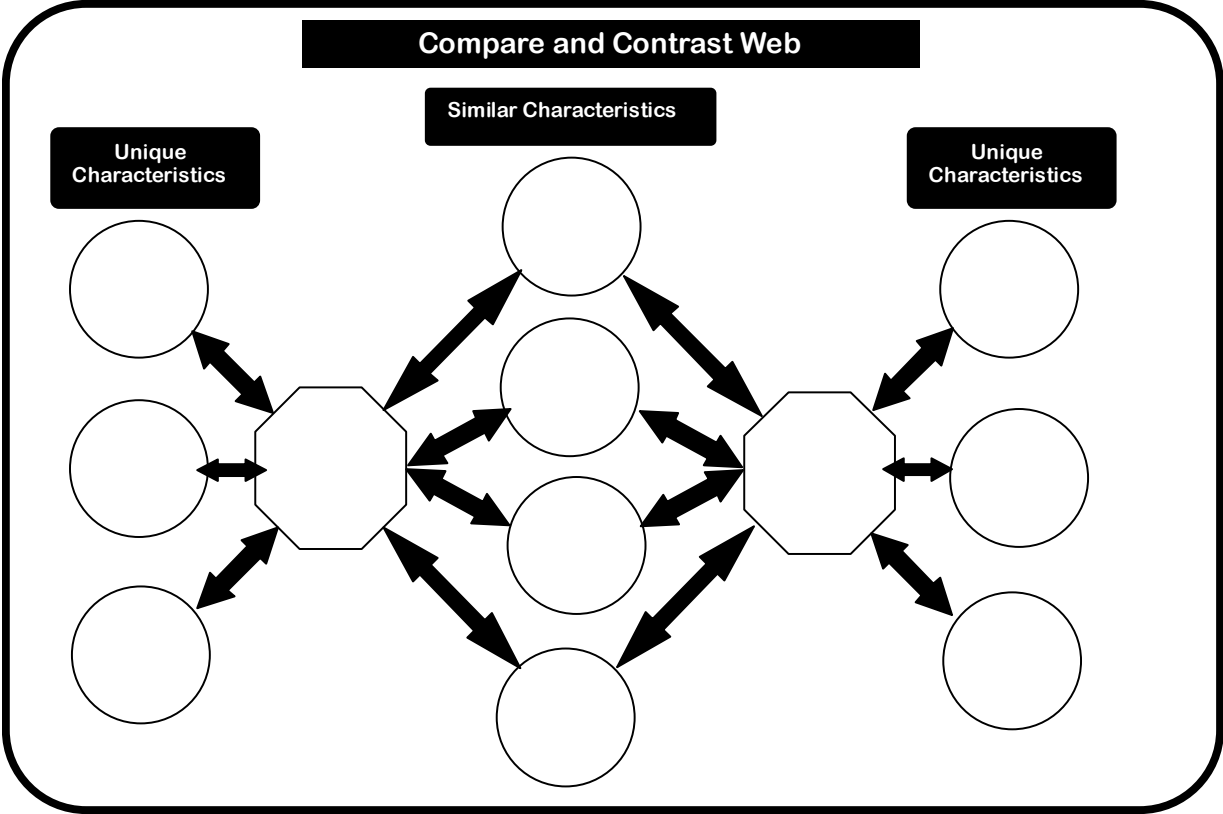 Compare and Contrast Web
Similar Characteristics
Unique
Characteristics
Unique
Characteristics